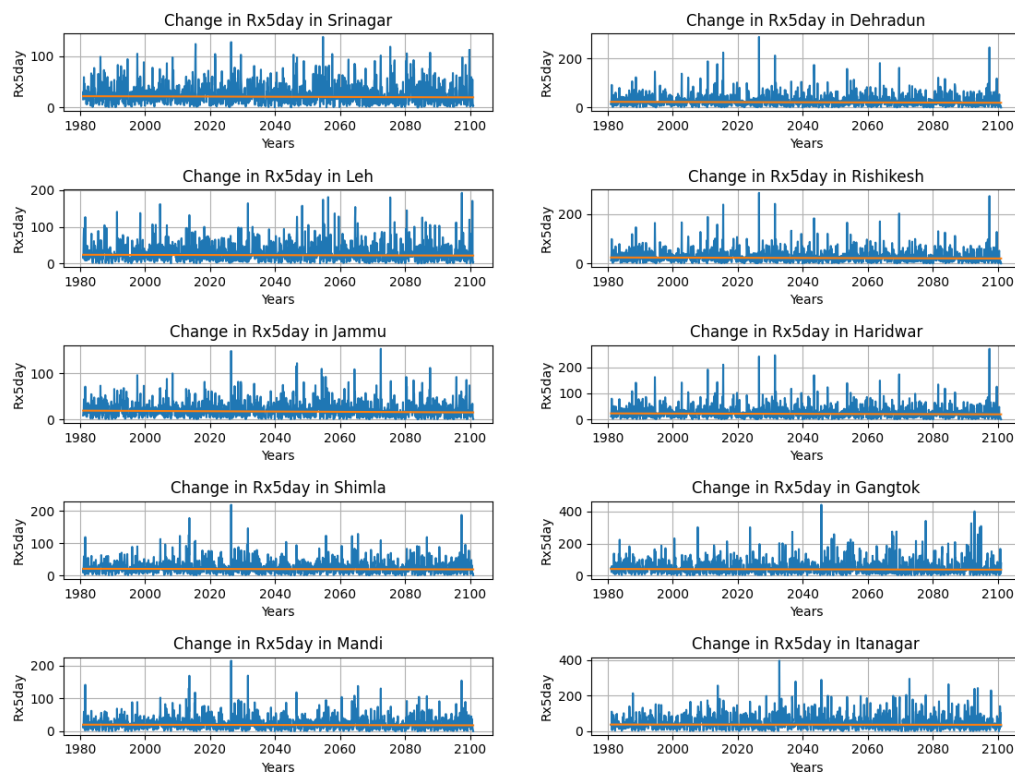 Change in Rx5day in Srinagar
Rx5day
100
0
1980 2000 2020 2040 2060 2080 2100
Years
Change in Rx5day in Dehradun
Rx5day
200
0
1980 2000 2020 2040 2060 2080 2100
Years
Change in Rx5day in Leh
Rx5day
200
100
0
1980 2000 2020 2040 2060 2080 2100
Years
Change in Rx5day in Rishikesh
Rx5day
200
0
1980 2000 2020 2040 2060 2080 2100
Years
Change in Rx5day in Jammu
Rx5day
100
0
1980 2000 2020 2040 2060 2080 2100
Years
Change in Rx5day in Haridwar
Rx5day
200
100
0
1980 2000 2020 2040 2060 2080 2100
Years
Change in Rx5day in Shimla
Rx5day
200
100
0
1980 2000 2020 2040 2060 2080 2100
Years
Change in Rx5day in Gangtok
Rx5day
400
200
0
1980 2000 2020 2040 2060 2080 2100
Years
Change in Rx5day in Mandi
Rx5day
200
100
0
1980 2000 2020 2040 2060 2080 2100
Years
Change in Rx5day in Itanagar
Rx5day
400
200
0
1980 2000 2020 2040 2060 2080 2100
Years